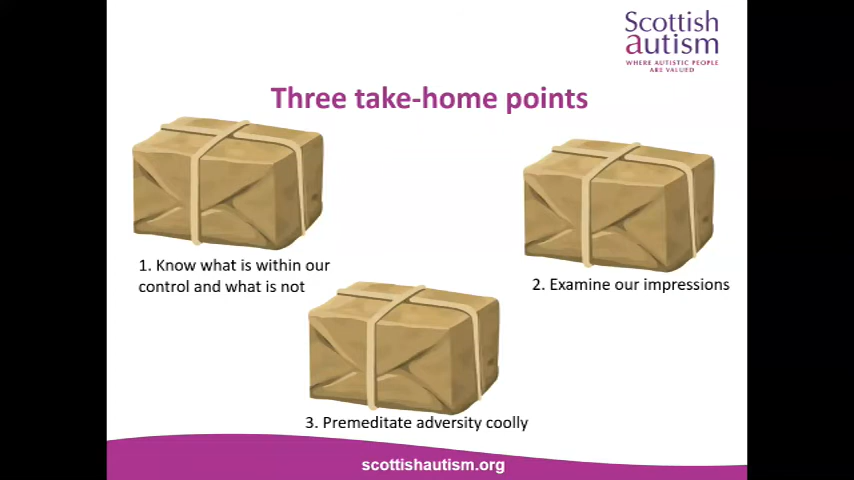 Scottish
autism
WHERE AUTISTIC PEOPLE
ARE VALUED
Three take-home points
1. Know what is within our
control and what is not
2. Examine our impressions
3. Premeditate adversity coolly
scottishautism.org